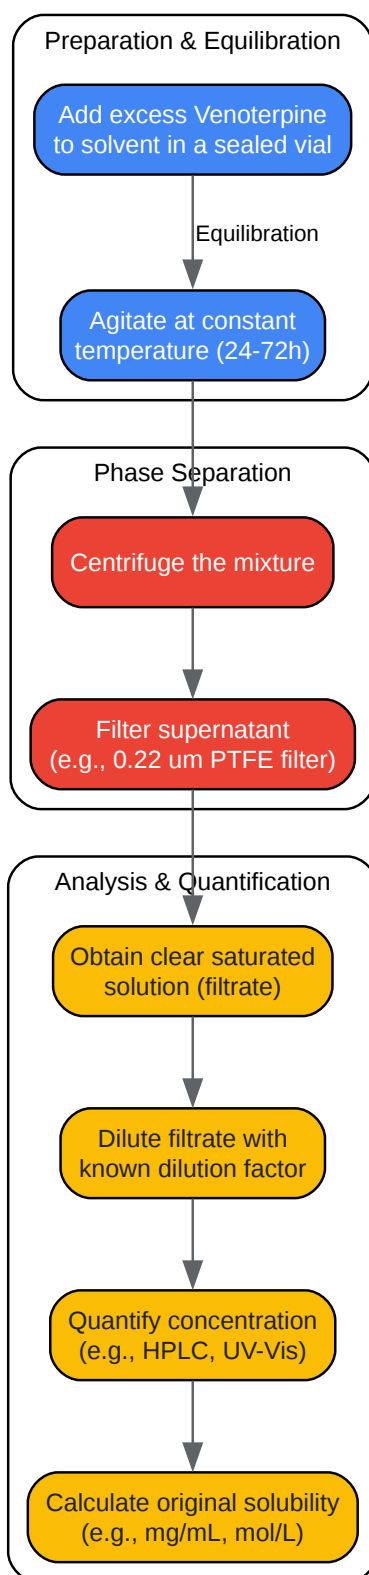 Preparation & Equilibration
Add excess Venoterpine
to solvent in a sealed vial
Equilibration
Agitate at constant
temperature (24-72h)
Phase Separation
Centrifuge the mixture
Filter supernatant
(e.g., 0.22 um PTFE filter)
Analysis & Quantification
Obtain clear saturated
solution (filtrate)
Dilute filtrate with
known dilution factor
Quantify concentration
(e.g., HPLC, UV-Vis)
Calculate original solubility
(e.g., mg/mL, mol/L)